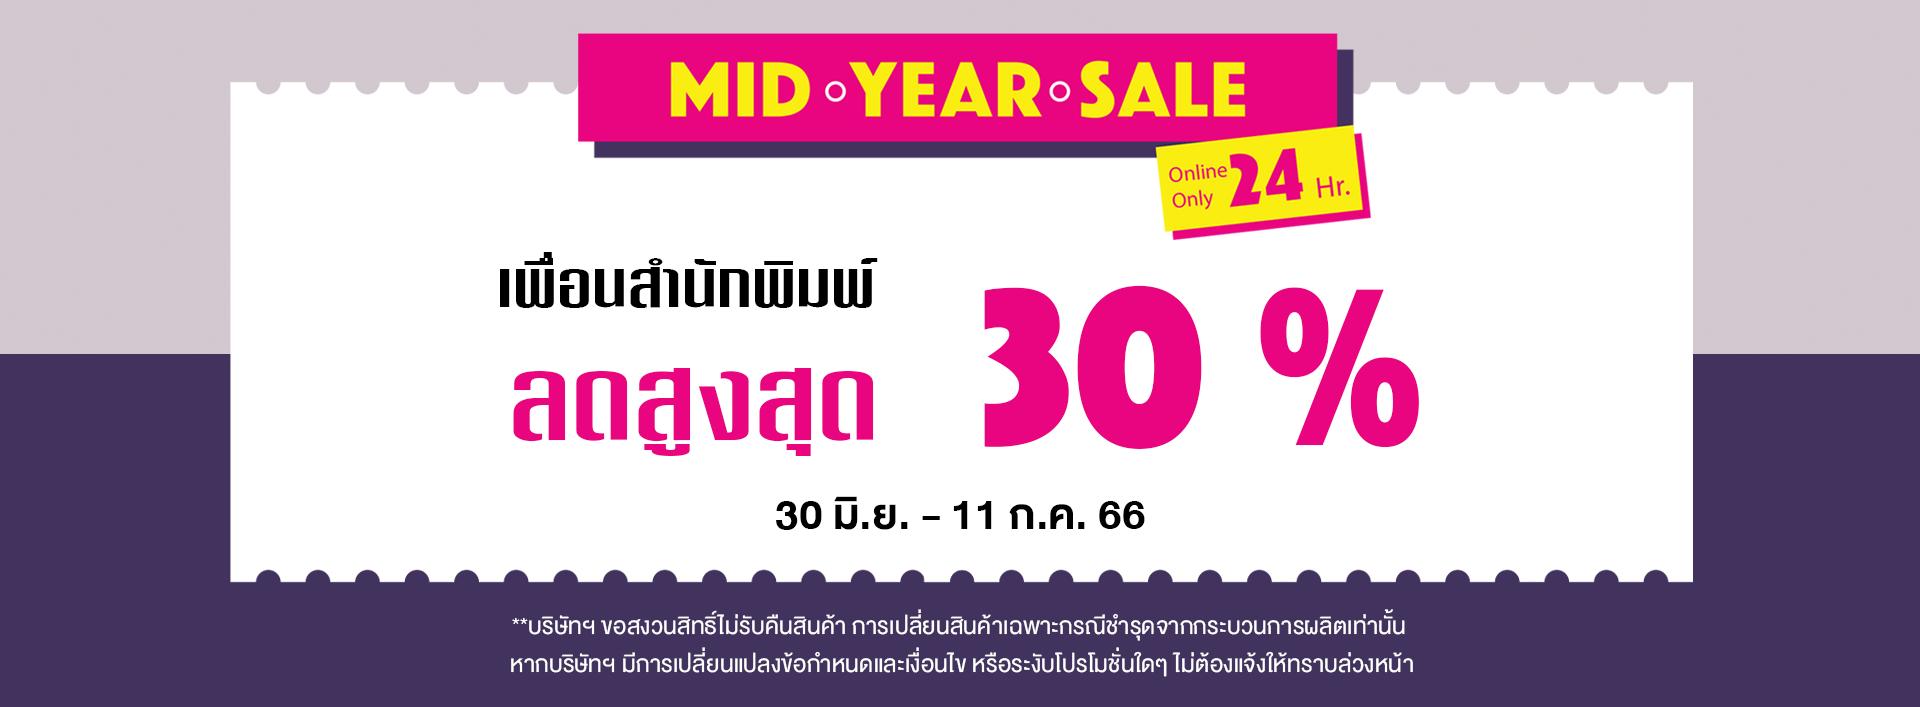 MID YEAR SALE
Online Only 24 Hr.
เพื่อนสำนักพิมพ์
ลดสูงสุด 30 %
30 มิ.ย. - 11 ก.ค. 66
**บริษัทฯ ขอสงวนสิทธิ์ไม่รับคืนสินค้า การเปลี่ยนสินค้าเฉพาะกรณีชำรุดจากกระบวนการผลิตเท่านั้น
หากบริษัทฯ มีการเปลี่ยนแปลงข้อกำหนดและเงื่อนไข หรือระงับโปรโมชั่นใดๆ ไม่ต้องแจ้งให้ทราบล่วงหน้า